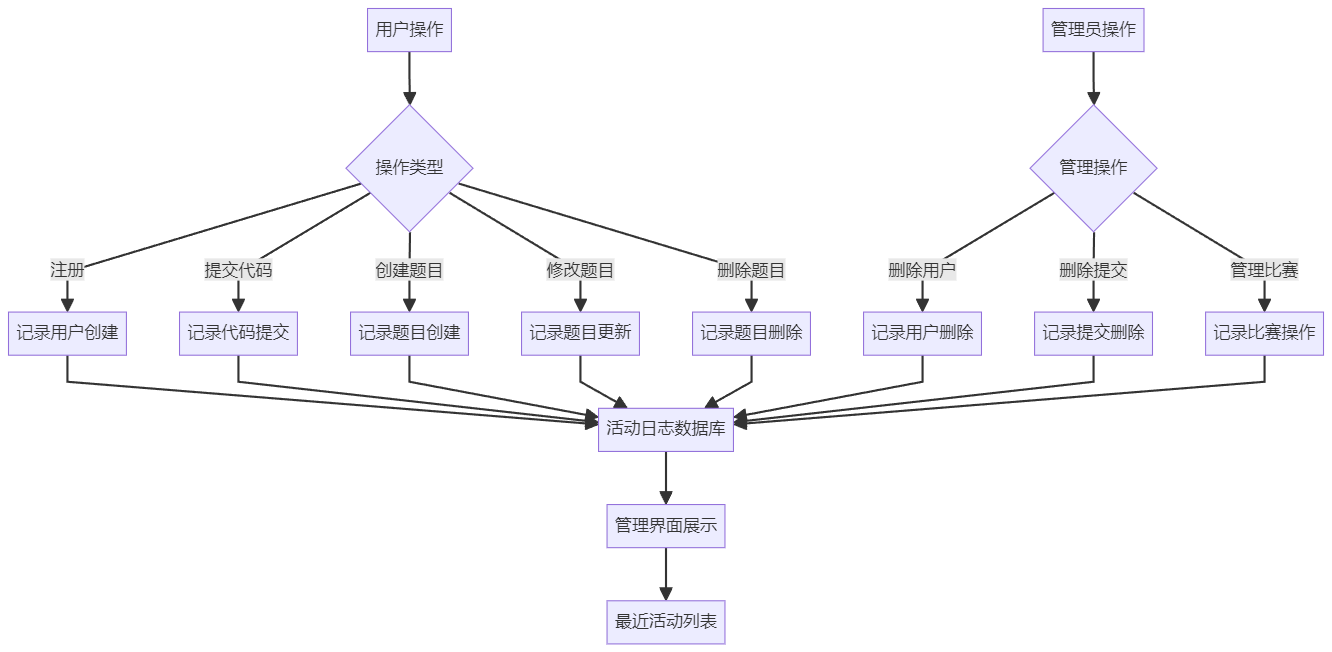 用户操作
管理员操作
操作类型
管理操作
注册
提交代码
创建题目
修改题目
删除题目
删除用户
删除提交
管理比赛
记录用户创建
记录代码提交
记录题目创建
记录题目更新
记录题目删除
记录用户删除
记录提交删除
记录比赛操作
活动日志数据库
管理界面展示
最近活动列表